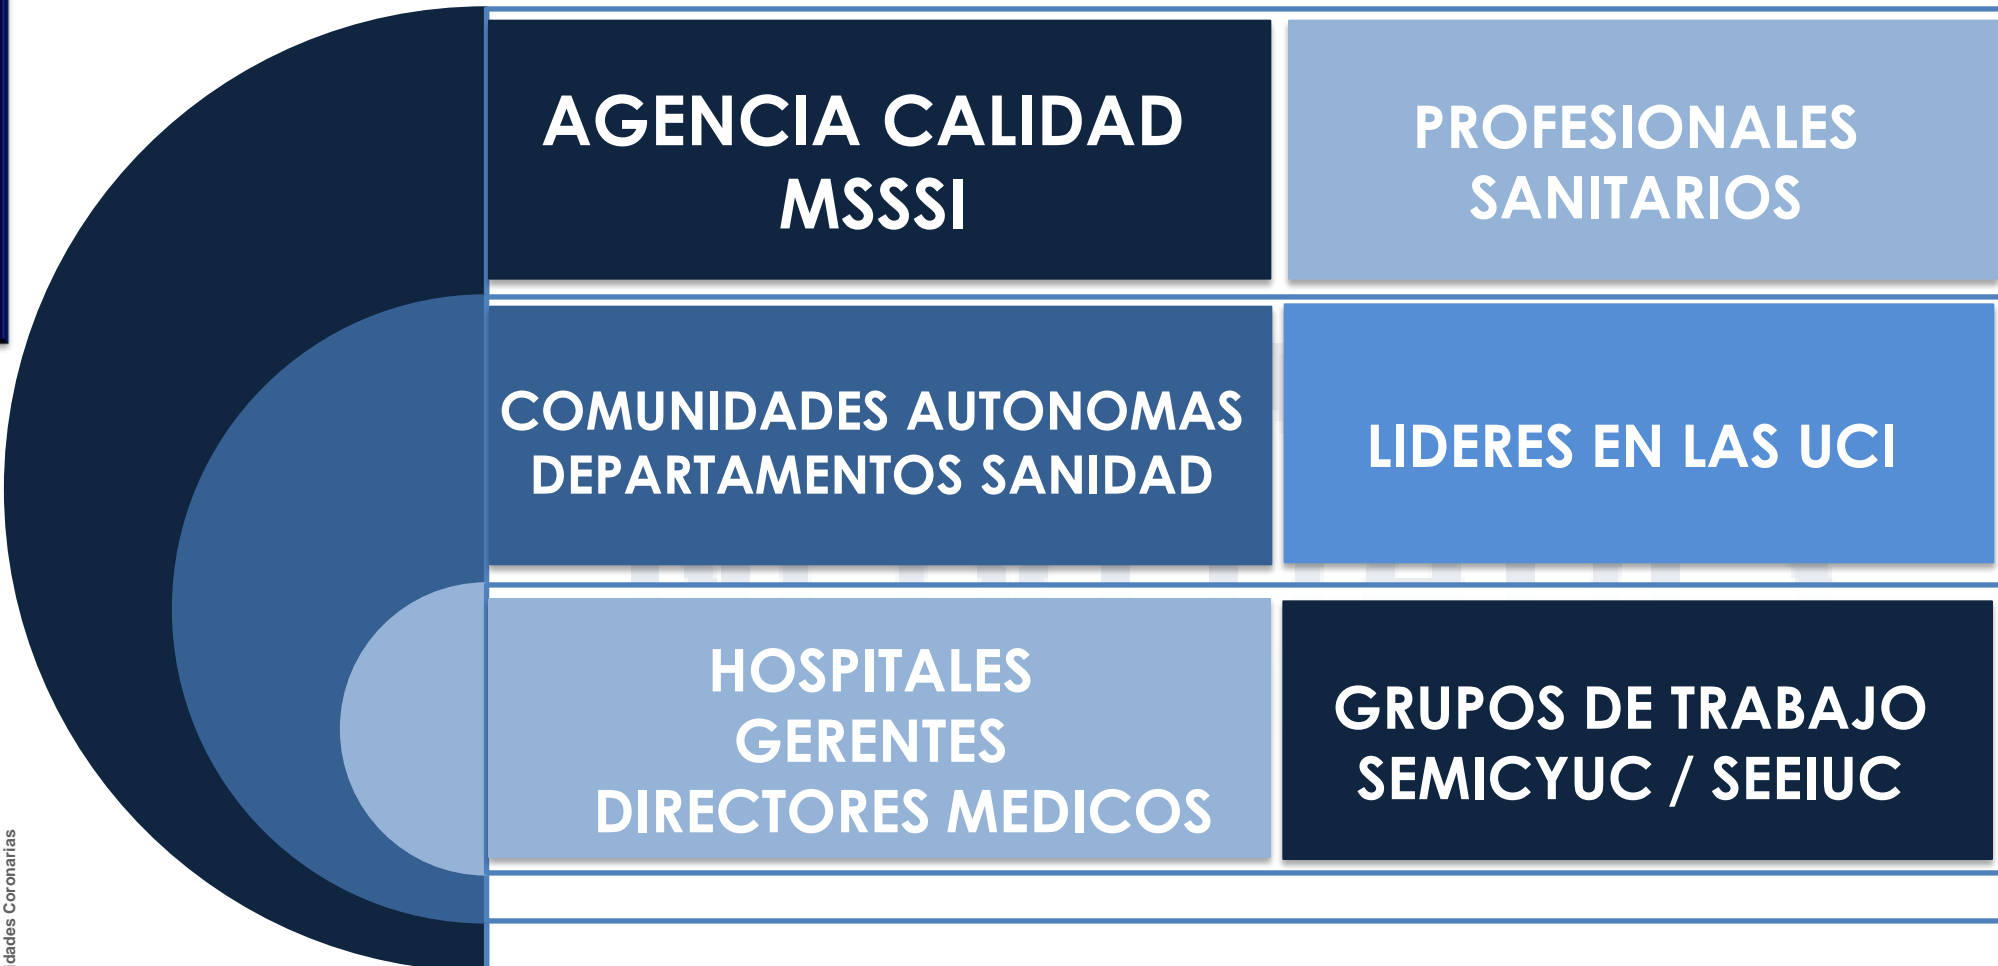 AGENCIA CALIDAD
MSSSI
PROFESIONALES
SANITARIOS
COMUNIDADES AUTONOMAS
DEPARTAMENTOS SANIDAD
LIDERES EN LAS UCI
HOSPITALES
GERENTES
DIRECTORES MEDICOS
GRUPOS DE TRABAJO
SEMICYUC / SEEIUC
Coronarias